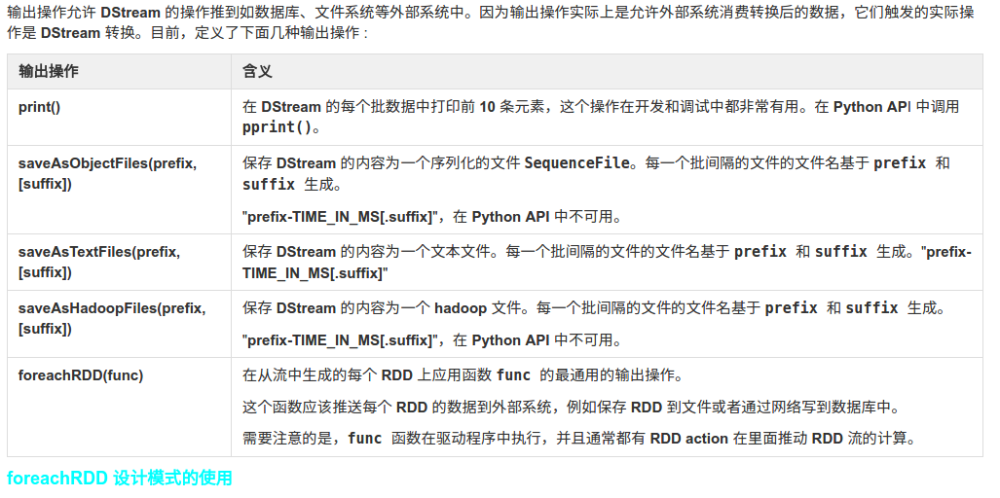 输出操作允许 DStream 的操作推到如数据库、文件系统等外部系统中。因为输出操作实际上是允许外部系统消费转换后的数据，它们触发的实际操
作是 DStream 转换。目前，定义了下面几种输出操作：
输出操作 含义
print() 在 DStream 的每个批数据中打印前 10 条元素，这个操作在开发和调试中都非常有用。在 Python API 中调用
pprint()。
saveAsObjectFiles(prefix, 保存 DStream 的内容为一个序列化的文件 SequenceFile。每一个批间隔的文件的文件名基于 prefix 和
[suffix]) suffix 生成。
"prefix-TIME_IN_MS[.suffix]"，在 Python API 中不可用。
saveAsTextFiles(prefix, 保存 DStream 的内容为一个文本文件。每一个批间隔的文件的文件名基于 prefix 和 suffix 生成。"prefix-
[suffix]) TIME_IN_MS[.suffix]"
saveAsHadoopFiles(prefix, 保存 DStream 的内容为一个 hadoop 文件。每一个批间隔的文件的文件名基于 prefix 和 suffix 生成。
[suffix])
"prefix-TIME_IN_MS[.suffix]"，在 Python API 中不可用。
foreachRDD(func) 在从流中生成的每个 RDD 上应用函数 func 的最通用的输出操作。
这个函数应该推送每个 RDD 的数据到外部系统，例如保存 RDD 到文件或者通过网络写到数据库中。
需要注意的是，func 函数在驱动程序中执行，并且通常都有 RDD action 在里面推动 RDD 流的计算。
foreachRDD 设计模式的使用